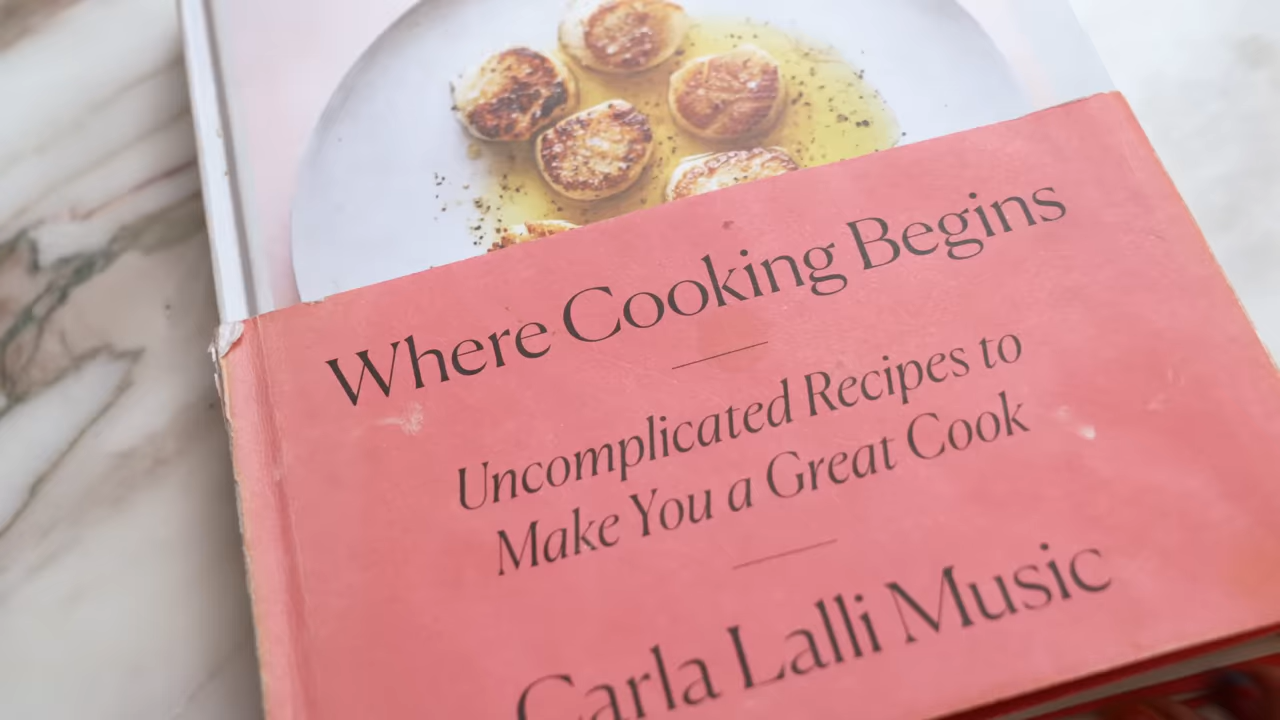 Where Cooking Begins
Uncomplicated Recipes to
Make You a Great Cook
Carla Lalli Music